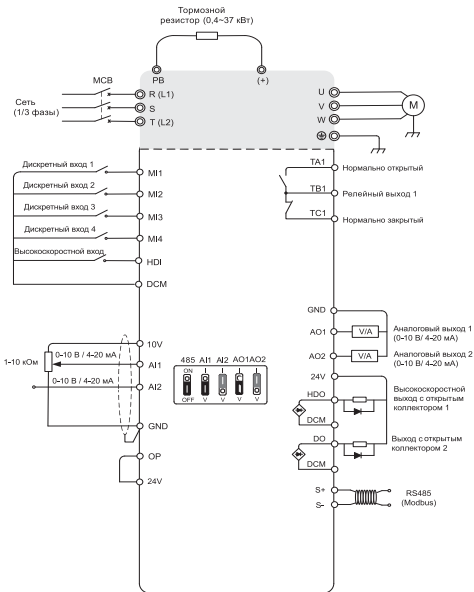 Тормозной
резистор (0,4~37 кВт)
PB
(+)
MCB
Сеть
(1/3 фазы)
R (L1)
S
T (L2)
U
V
W
M
Дискретный вход 1
MI1
Дискретный вход 2
MI2
Дискретный вход 3
MI3
Дискретный вход 4
MI4
Высокоскоростной вход
HDI
DCM
TA1
Нормально открытый
TB1
Релейный выход 1
TC1
Нормально закрытый
10V
0-10 В / 4-20 мА
1-10 кОм
AI1
0-10 В / 4-20 мА
AI2
GND
OP
24V
485 AI1 AI2 AO1 AO2
ON I I I I
OFF V V V V
GND
AO1
V/A
Аналоговый выход 1
(0-10 В / 4-20 мА)
AO2
V/A
Аналоговый выход 2
(0-10 В / 4-20 мА)
24V
HDO
DCM
Высокоскоростной
выход с открытым
коллектором 1
DO
DCM
Выход с открытым
коллектором 2
S+
S-
RS485
(Modbus)